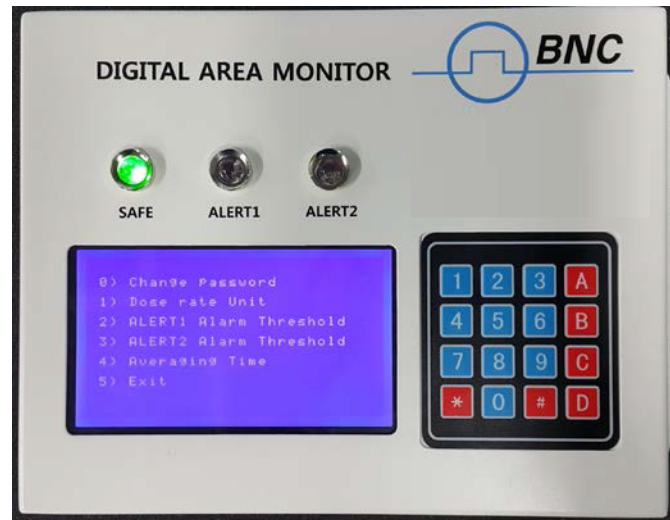 DIGITAL AREA MONITOR
BNC
SAFE ALERT1 ALERT2
0) Change Password
1) Dose rate Unit
2) ALERT1 Alarm Threshold
3) ALERT2 Alarm Threshold
4) Averaging Time
5) Exit
1 2 3 A
4 5 6 B
7 8 9 C
* 0 # D